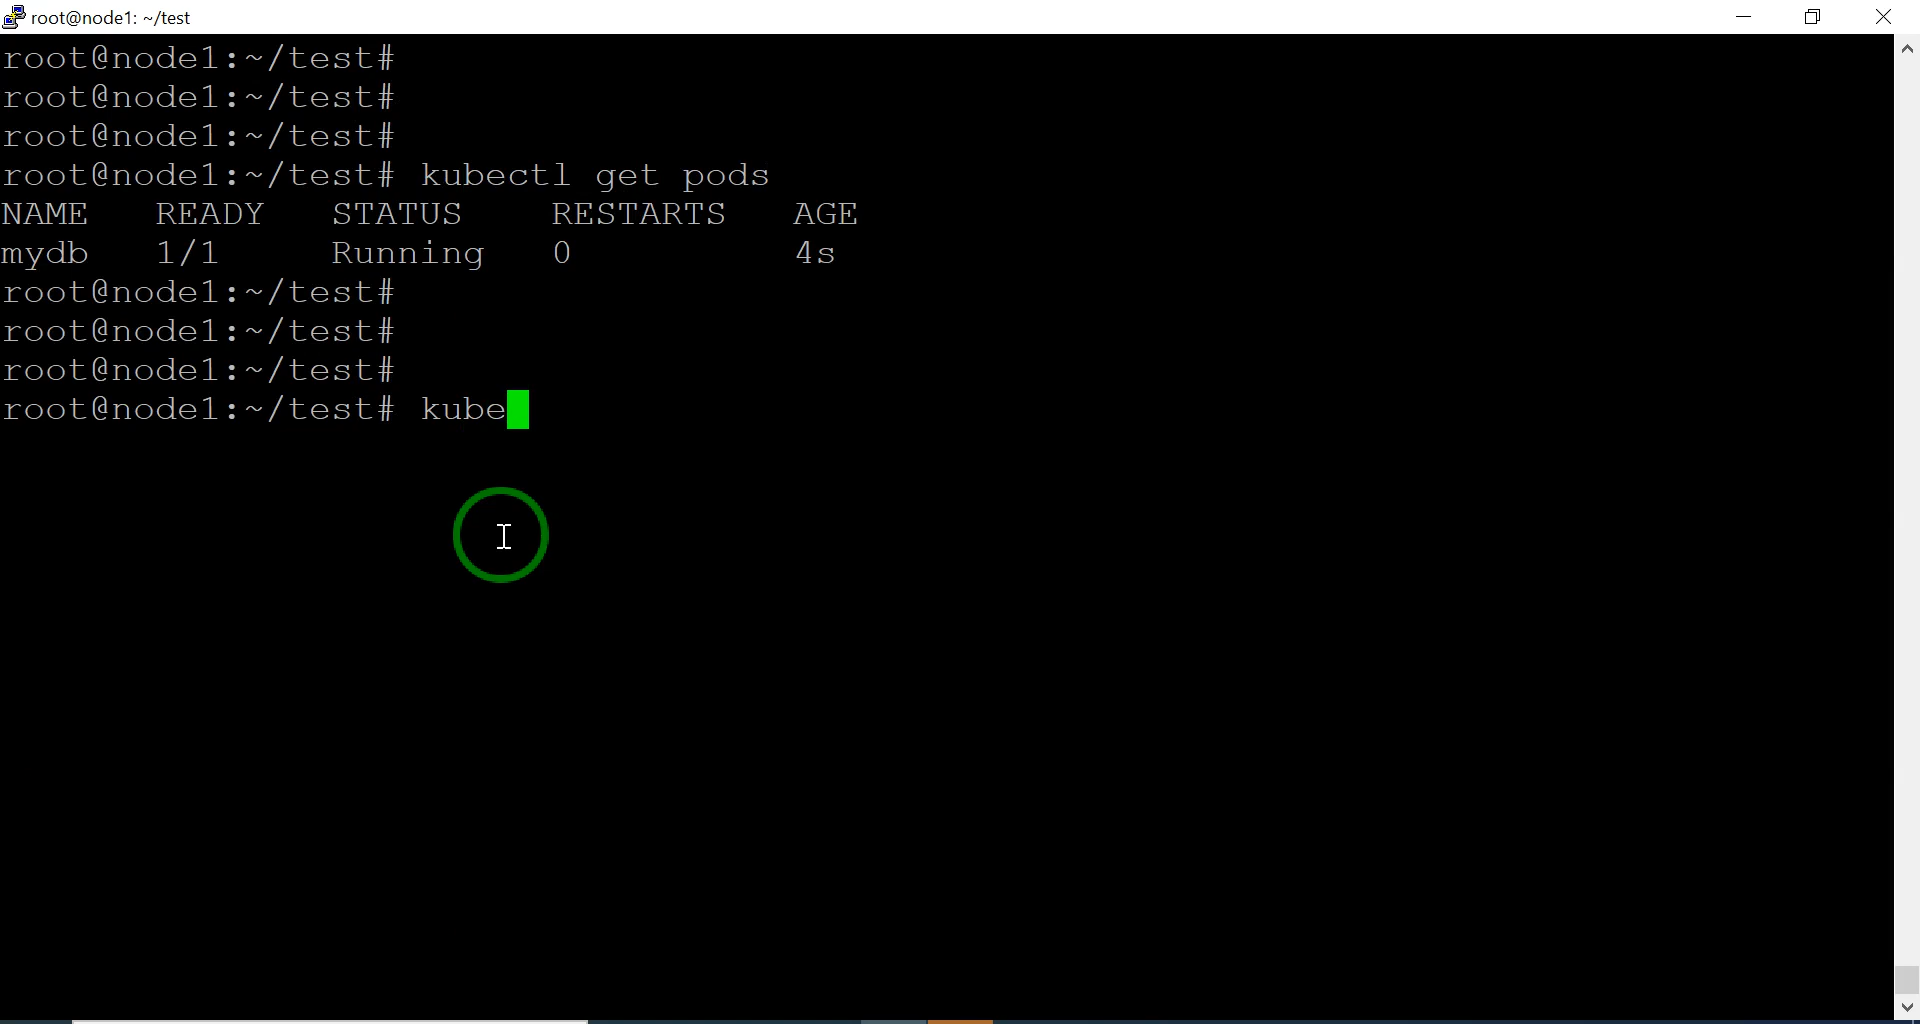 root@node1: ~/test
root@node1:~/test#
root@node1:~/test#
root@node1:~/test#
root@node1:~/test# kubectl get pods
NAME   READY   STATUS    RESTARTS   AGE
mydb   1/1     Running   0          4s
root@node1:~/test#
root@node1:~/test#
root@node1:~/test#
root@node1:~/test# kube